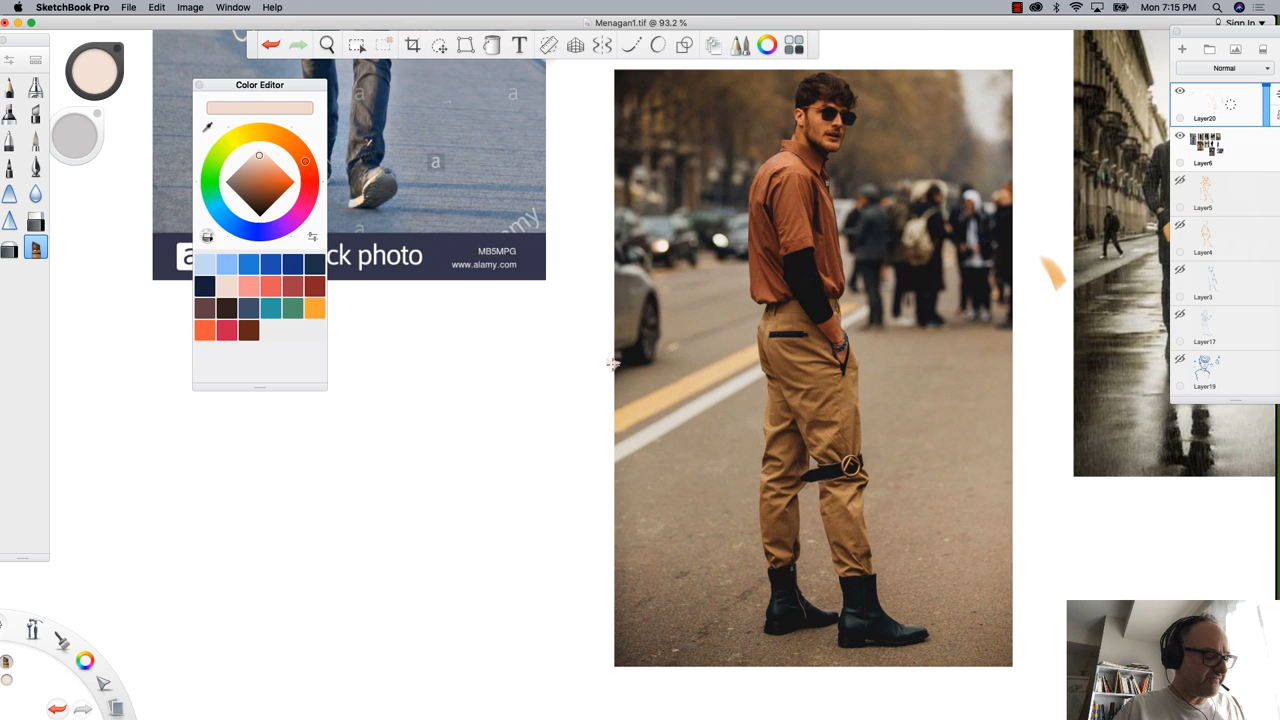 SketchBook Pro File Edit Image Window Help
Mon 7:15 PM
Menagan1.tif @ 93.2 %
Sign In
Color Editor
Normal
Layer20
Layer6
Layer5
Layer4
Layer3
Layer17
Layer19
a
a
a
a
ck photo
MB5MPG
www.alamy.com